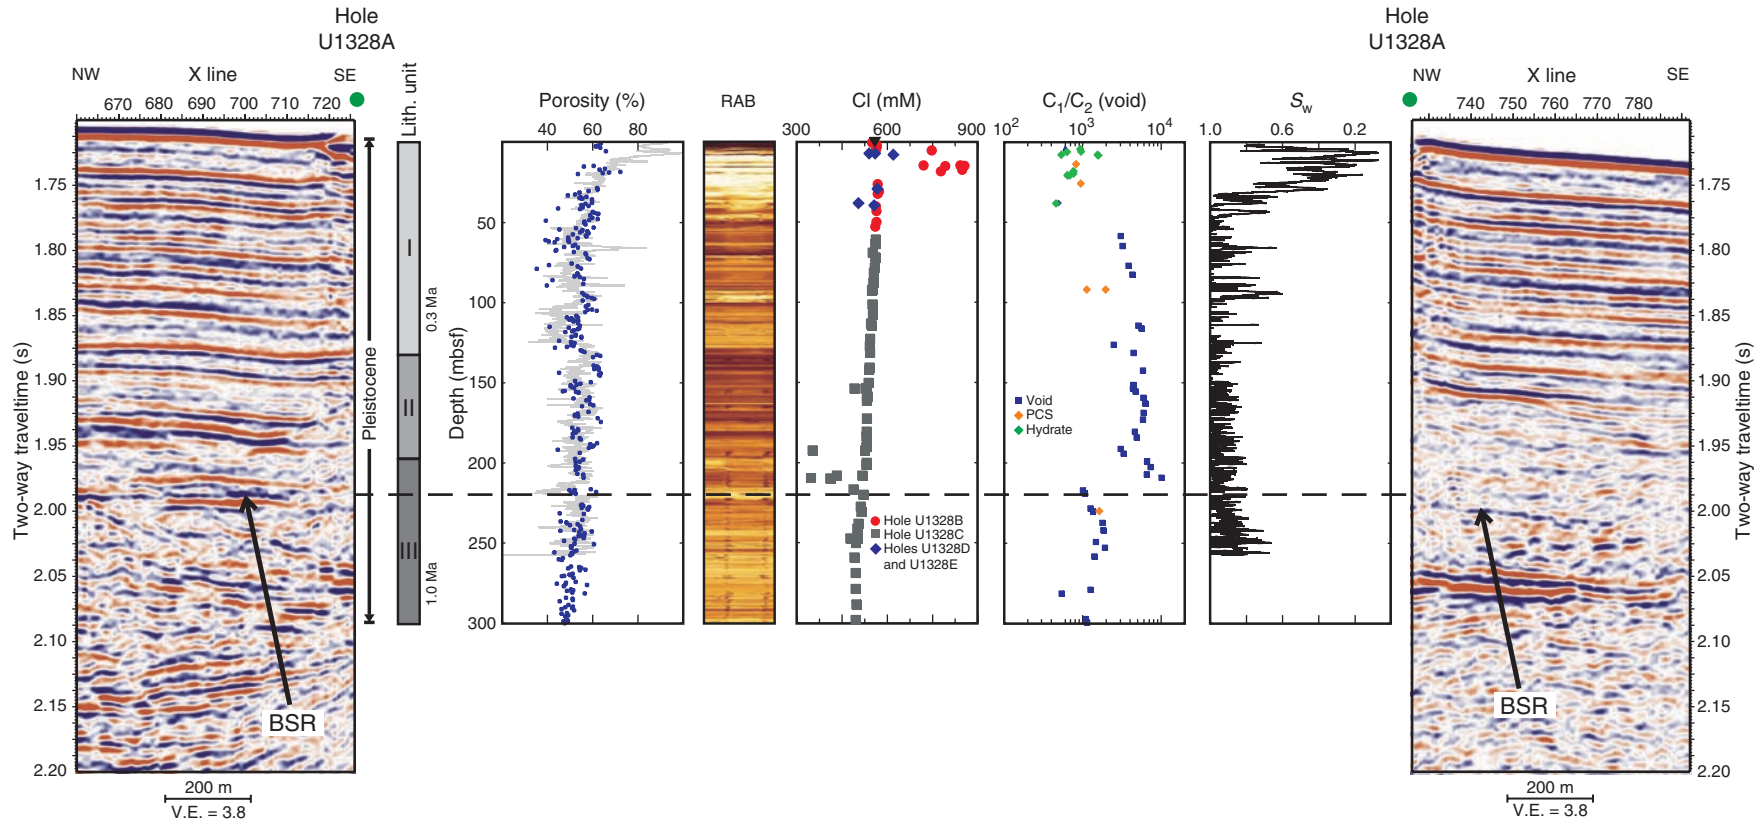 Hole
U1328A
NW X line SE
670 680 690 700 710 720
Two-way traveltime (s)
1.75
1.80
1.85
1.90
1.95
2.00
2.05
2.10
2.15
2.20
BSR
200 m
V.E. = 3.8
Pleistocene
Lith. unit
I
II
III
0.3 Ma
1.0 Ma
Depth (mbsf)
50
100
150
200
250
300
Porosity (%)
40 60 80
RAB
Cl (mM)
300 600 900
Hole U1328B
Hole U1328C
Holes U1328D
and U1328E
C1/C2 (void)
10² 10³ 10⁴
Void
PCS
Hydrate
Sw
1.0 0.6 0.2
Hole
U1328A
NW X line SE
740 750 760 770 780
1.75
1.80
1.85
1.90
1.95
2.00
2.05
2.10
2.15
2.20
Two-way traveltime (s)
BSR
200 m
V.E. = 3.8